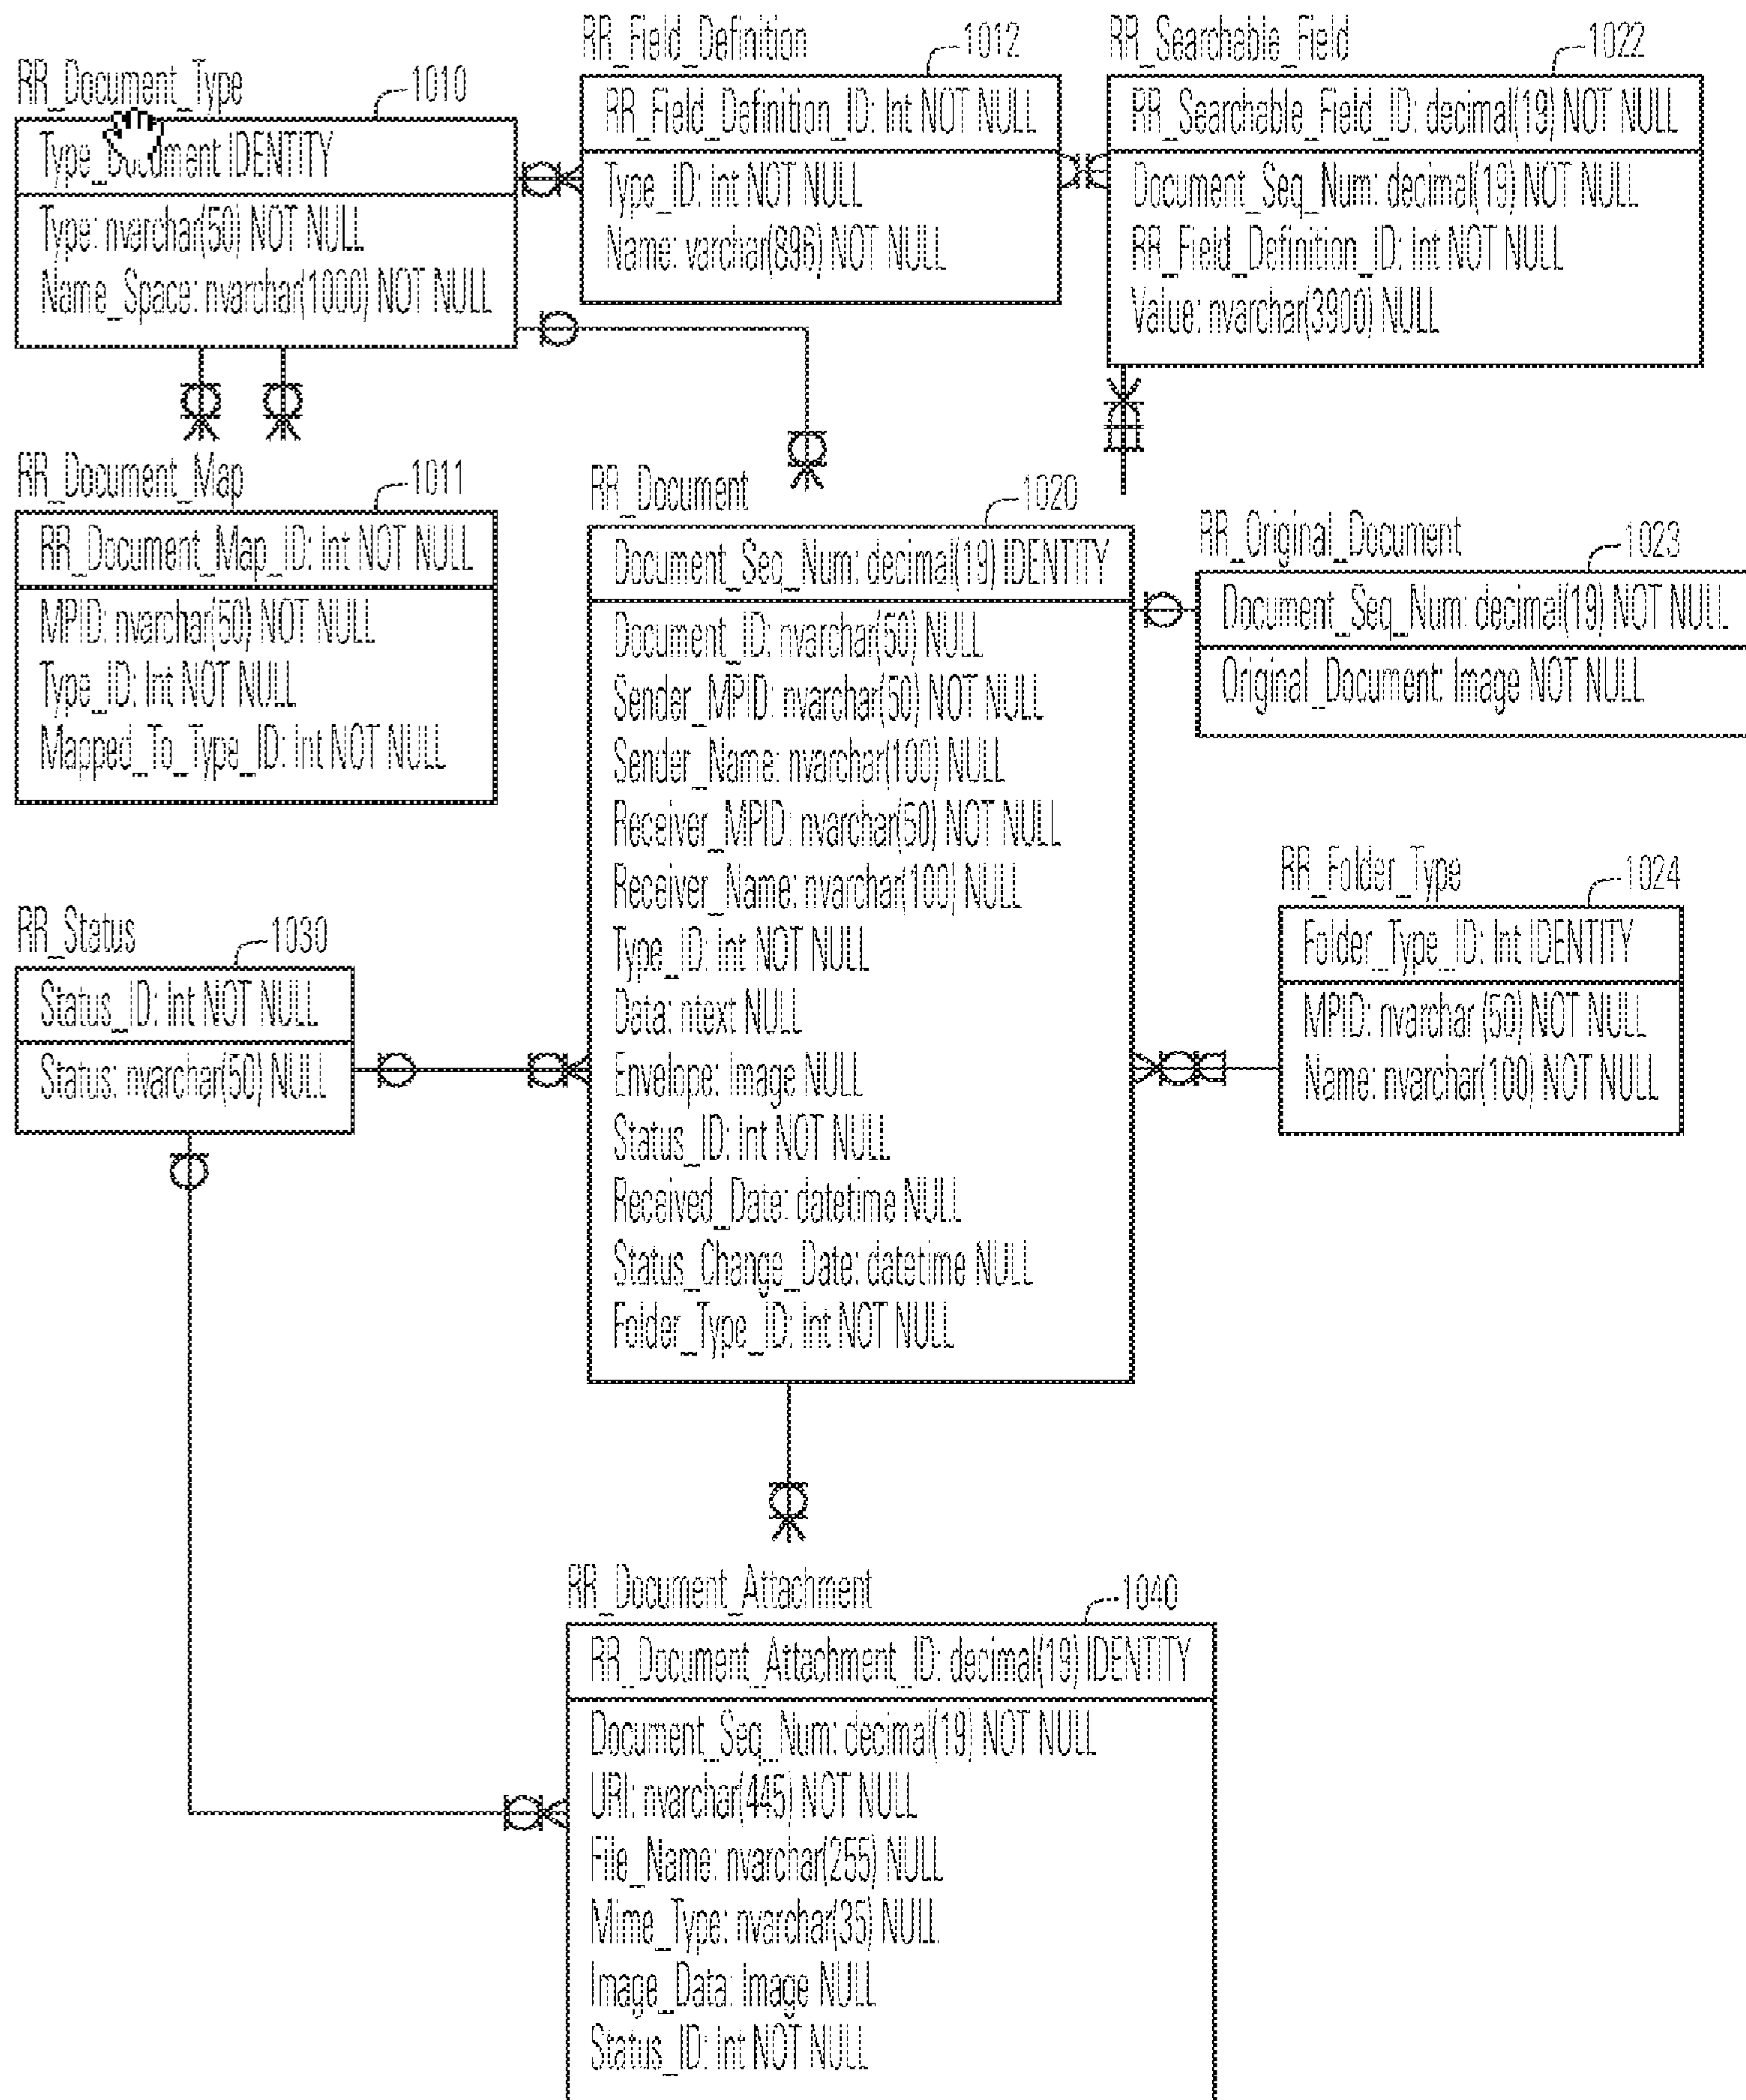 RR_Document_Type
1010
Type_Document IDENTITY
Type: nvarchar(50) NOT NULL
Name_Space: nvarchar(1000) NOT NULL
RR_Field_Definition
1012
RR_Field_Definition_ID: Int NOT NULL
Type_ID: int NOT NULL
Name: varchar(896) NOT NULL
RR_Searchable_Field
1022
RR_Searchable_Field_ID: decimal(19) NOT NULL
Document_Seq_Num: decimal(19) NOT NULL
RR_Field_Definition_ID: int NOT NULL
Value: nvarchar(3900) NULL
RR_Document_Map
1011
RR_Document_Map_ID: int NOT NULL
MPID: nvarchar(50) NOT NULL
Type_ID: Int NOT NULL
Mapped_To_Type_ID: int NOT NULL
RR_Document
1020
Document_Seq_Num: decimal(19) IDENTITY
Document_ID: nvarchar(50) NULL
Sender_MPID: nvarchar(50) NOT NULL
Sender_Name: nvarchar(100) NULL
Receiver_MPID: nvarchar(50) NOT NULL
Receiver_Name: nvarchar(100) NULL
Type_ID: int NOT NULL
Data: ntext NULL
Envelope: image NULL
Status_ID: int NOT NULL
Received_Date: datetime NULL
Status_Change_Date: datetime NULL
Folder_Type_ID: int NOT NULL
RR_Original_Document
1023
Document_Seq_Num: decimal(19) NOT NULL
Original_Document: Image NOT NULL
RR_Folder_Type
1024
Folder_Type_ID: Int IDENTITY
MPID: nvarchar (50) NOT NULL
Name: nvarchar(100) NOT NULL
RR_Status
1030
Status_ID: int NOT NULL
Status: nvarchar(50) NULL
RR_Document_Attachment
1040
RR_Document_Attachment_ID: decimal(19) IDENTITY
Document_Seq_Num: decimal(19) NOT NULL
URI: nvarchar(445) NOT NULL
File_Name: nvarchar(255) NULL
Mime_Type: nvarchar(35) NULL
Image_Data: image NULL
Status_ID: int NOT NULL